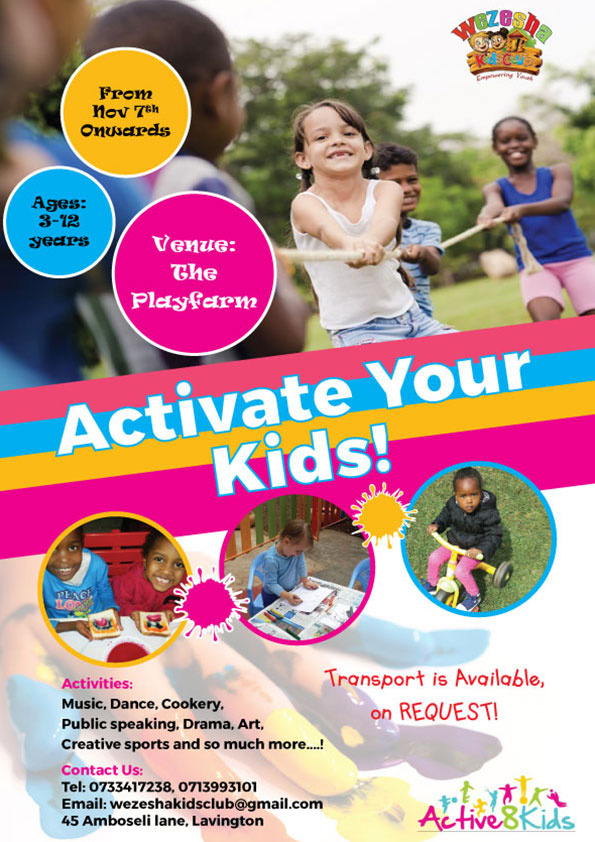 Wezesha
Kids Club
Empowering Youth
From
Nov 7th
Onwards
Ages:
3-12
years
Venue:
The
Playfarm
Activate Your
Kids!
PEACE
LO
Transport is Available,
on REQUEST!
Activities:
Music, Dance, Cookery,
Public speaking, Drama, Art,
Creative sports and so much more....!
Contact Us:
Tel: 0733417238, 0713993101
Email: wezeshakidsclub@gmail.com
45 Amboseli lane, Lavington
Active8Kids